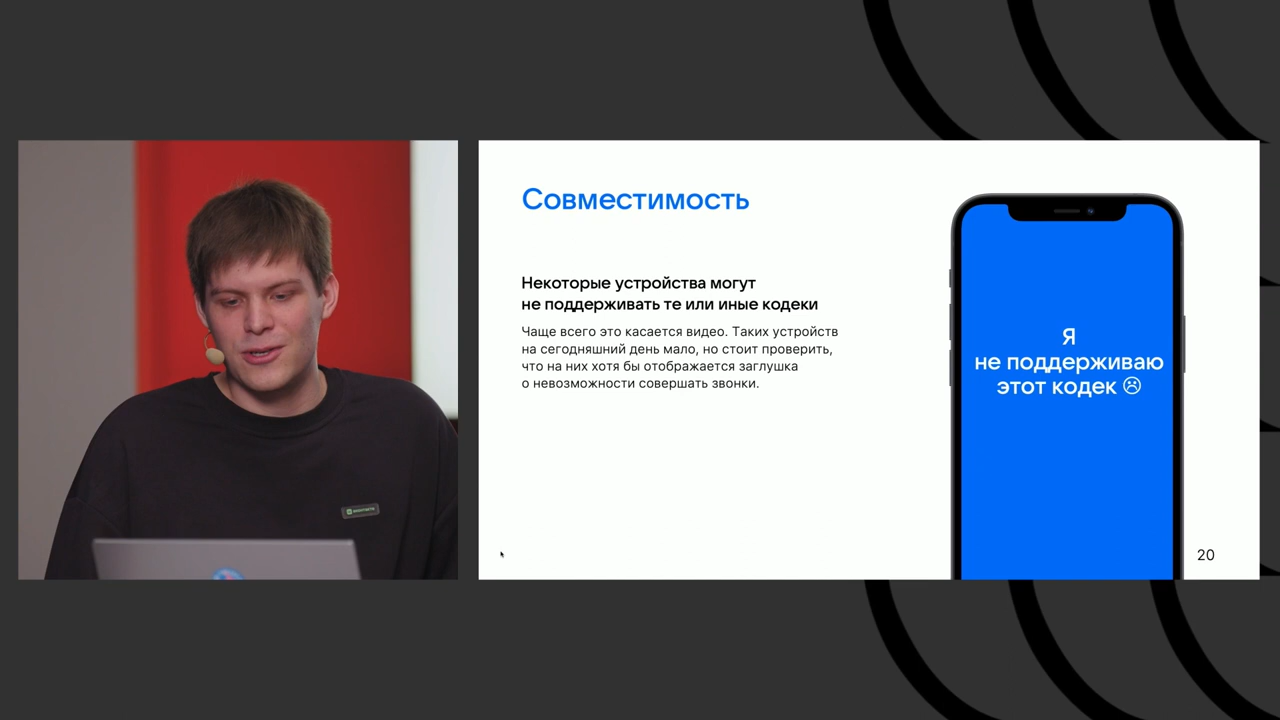 Совместимость
Некоторые устройства могут
не поддерживать те или иные кодеки
Чаще всего это касается видео. Таких устройств
на сегодняшний день мало, но стоит проверить,
что на них хотя бы отображается заглушка
о невозможности совершать звонки.
Я
не поддерживаю
этот кодек ☹
20